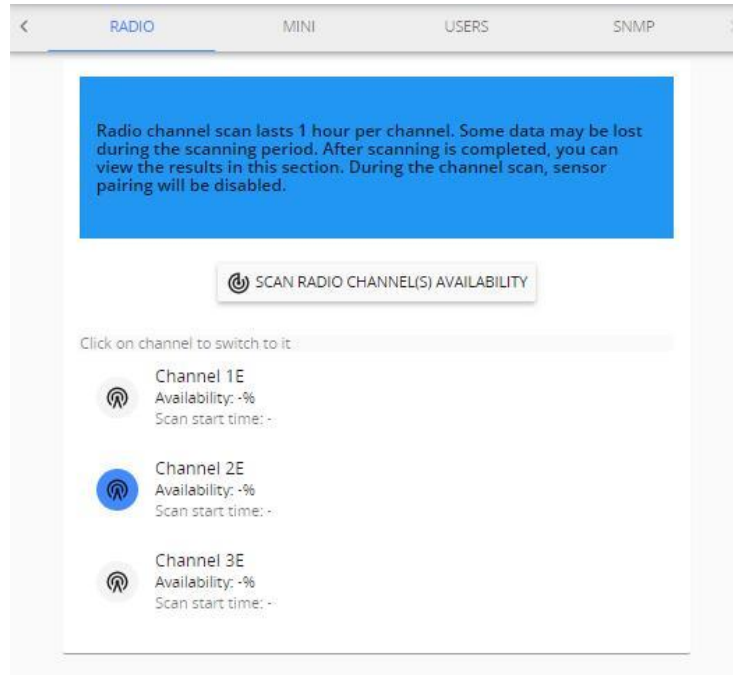 RADIO MINI USERS SNMP
Radio channel scan lasts 1 hour per channel. Some data may be lost
during the scanning period. After scanning is completed, you can
view the results in this section. During the channel scan, sensor
pairing will be disabled.
SCAN RADIO CHANNEL(S) AVAILABILITY
Click on channel to switch to it
Channel 1E
Availability: -%
Scan start time: -
Channel 2E
Availability: -%
Scan start time: -
Channel 3E
Availability: -%
Scan start time: -